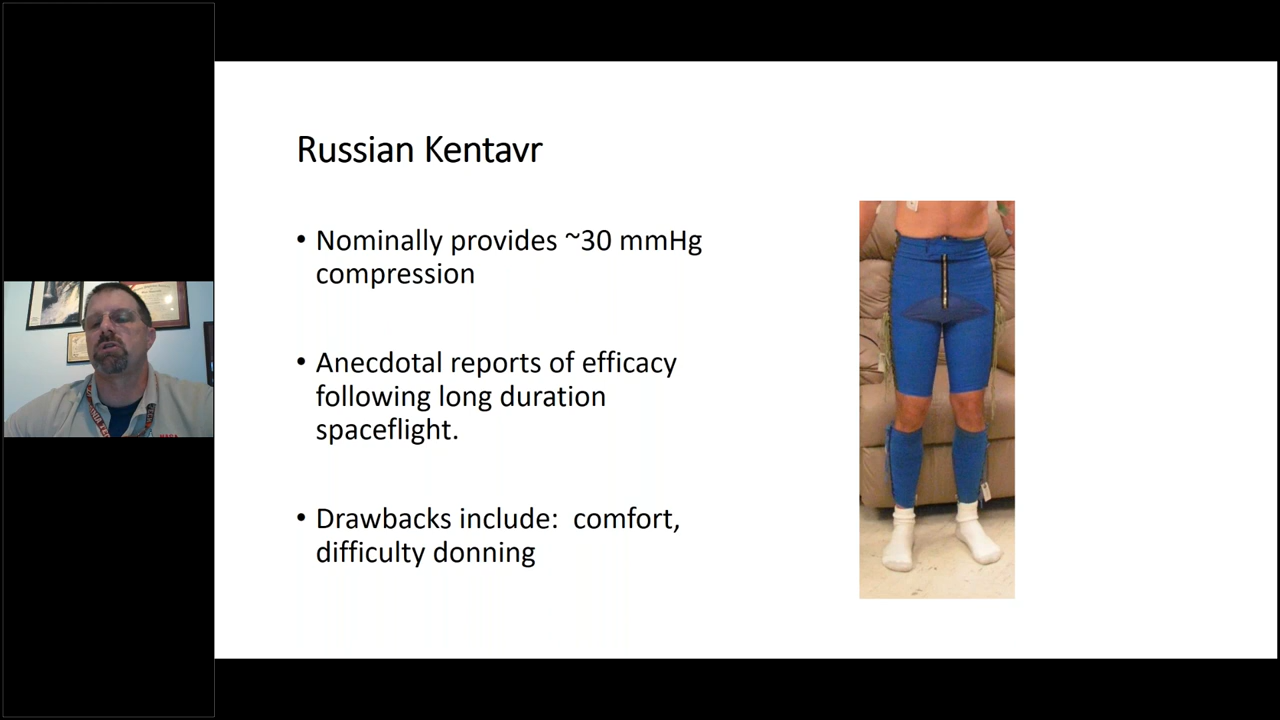 Russian Kentavr
• Nominally provides ~30 mmHg
compression
• Anecdotal reports of efficacy
following long duration
spaceflight.
• Drawbacks include:  comfort,
difficulty donning